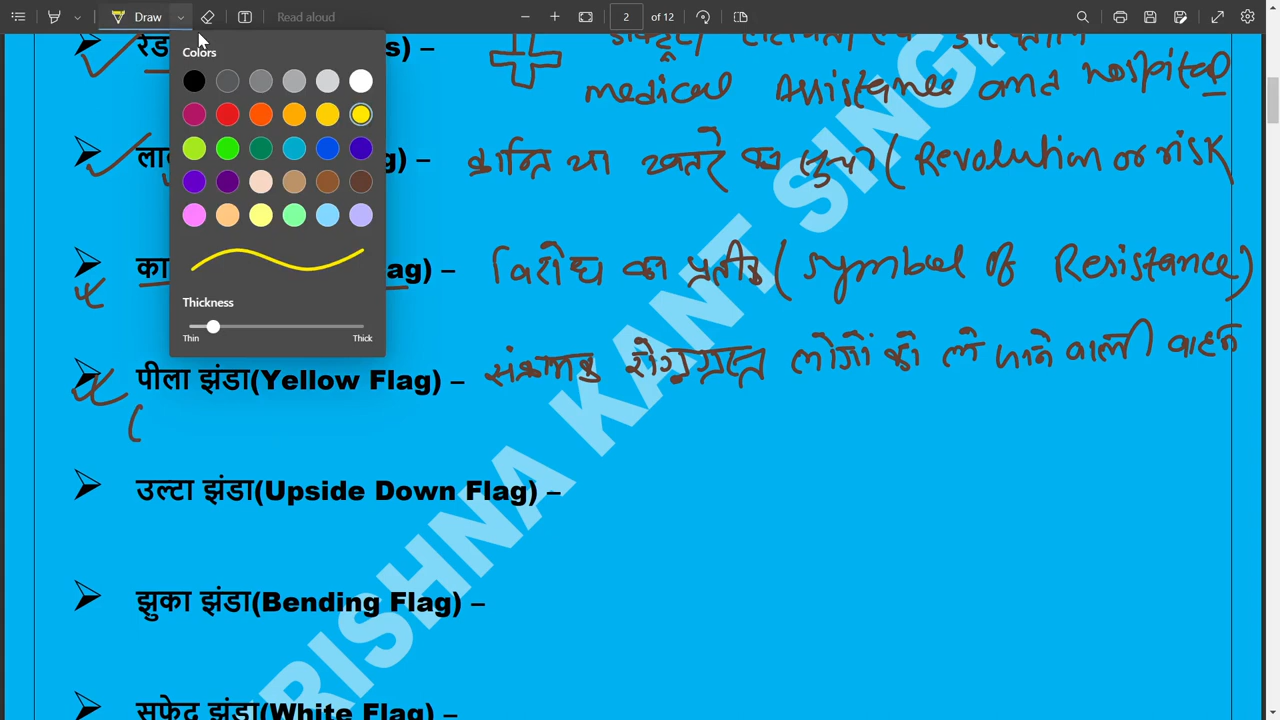 Draw Read aloud 2 of 12
Colors
रेड s) –
medical Assistance and hospital
ला g) – क्रान्ति या खतरे का सूचक (Revolution or risk
का ag) – विरोध का प्रतीक (symbol of Resistance)
Thickness
Thin Thick
पीला झंडा(Yellow Flag) – संक्रामक रोगग्रस्त लोगों को ले जाने वाली वाहन
(
उल्टा झंडा(Upside Down Flag) –
झुका झंडा(Bending Flag) –
सफेद झंडा(White Flag) –
KRISHNA KANT SINGH